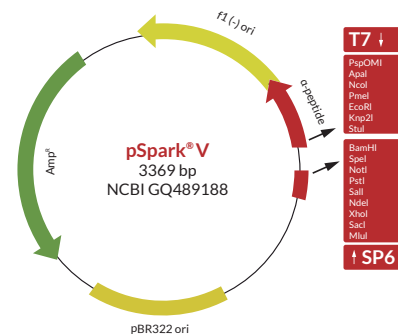 f1 (-) ori
α-peptide
T7 ↓
PspOMI
ApaI
NcoI
PmeI
EcoRI
Knp2I
StuI
BamHI
SpeI
NotI
PstI
SalI
NdeI
XhoI
SacI
MluI
↑ SP6
pSpark® V
3369 bp
NCBI GQ489188
Ampᴿ
pBR322 ori